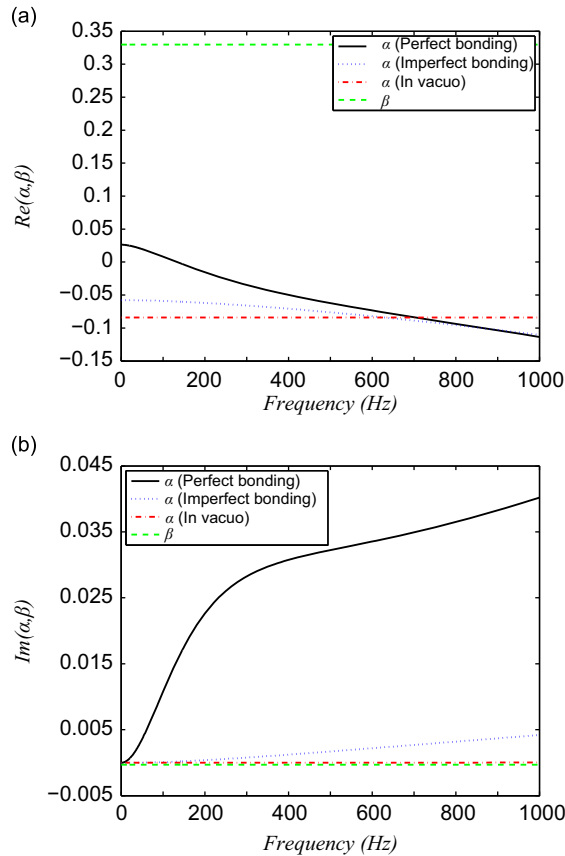 (a)
0.35
0.3
0.25
0.2
0.15
0.1
0.05
0
−0.05
−0.1
−0.15
Re(α,β)
α (Perfect bonding)
α (Imperfect bonding)
α (In vacuo)
β
0 200 400 600 800 1000
Frequency (Hz)
(b)
0.045
0.035
0.025
0.015
0.005
−0.005
Im(α,β)
α (Perfect bonding)
α (Imperfect bonding)
α (In vacuo)
β
0 200 400 600 800 1000
Frequency (Hz)